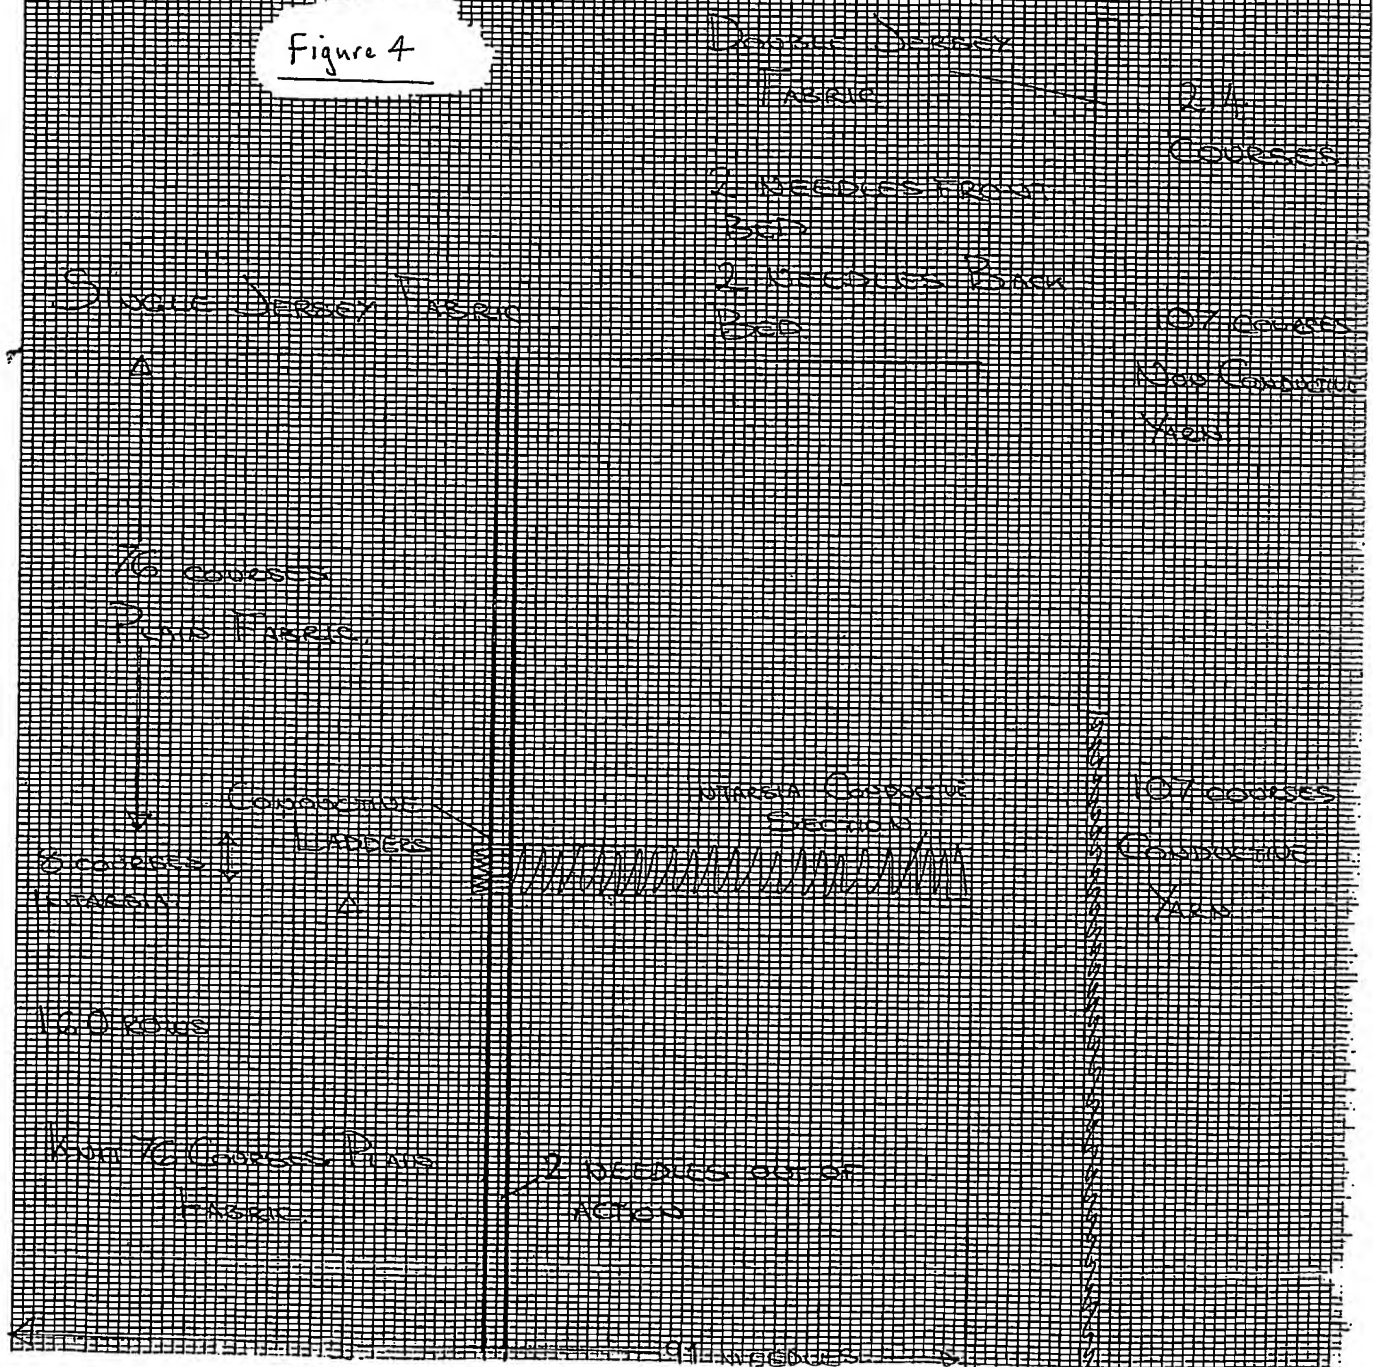 Figure 4
DOUBLE JERSEY
FABRIC
214
COURSES
2 NEEDLES FRONT
BED
2 NEEDLES BACK
BED
SINGLE JERSEY FABRIC
107 COURSES
NON CONDUCTIVE
YARN
76 COURSES
PLAIN FABRIC.
CONDUCTIVE
LADDERS
NTARSIA CONDUCTIVE
SECTION
107 COURSES
CONDUCTIVE
YARN
8 COURSES
INTARSIA
160 ROWS
KNIT 76 COURSES PLAIN
FABRIC.
2 NEEDLES OUT OF
ACTION
91 NEEDLES